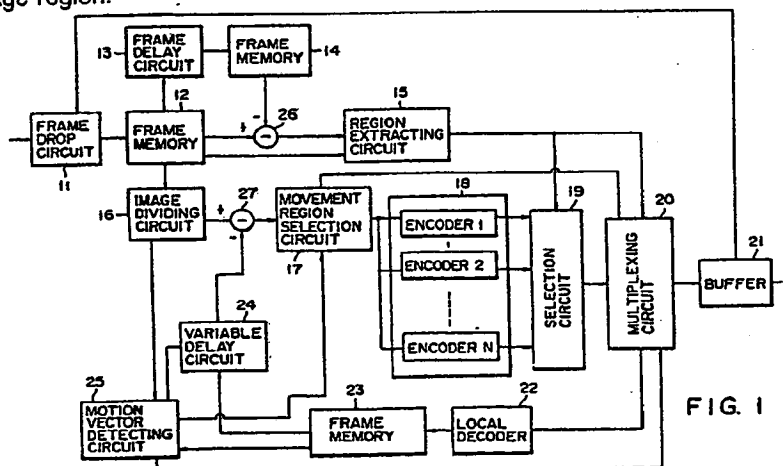 age region.
13
FRAME
DELAY
CIRCUIT
FRAME
MEMORY
14
12
15
FRAME
DROP
CIRCUIT
11
FRAME
MEMORY
+
-
26
REGION
EXTRACTING
CIRCUIT
16
IMAGE
DIVIDING
CIRCUIT
+
-
27
MOVEMENT
REGION
SELECTION
CIRCUIT
17
18
ENCODER 1
ENCODER 2
ENCODER N
19
SELECTION
CIRCUIT
20
MULTIPLEXING
CIRCUIT
21
BUFFER
24
VARIABLE
DELAY
CIRCUIT
25
MOTION
VECTOR
DETECTING
CIRCUIT
23
FRAME
MEMORY
22
LOCAL
DECODER
FIG. 1